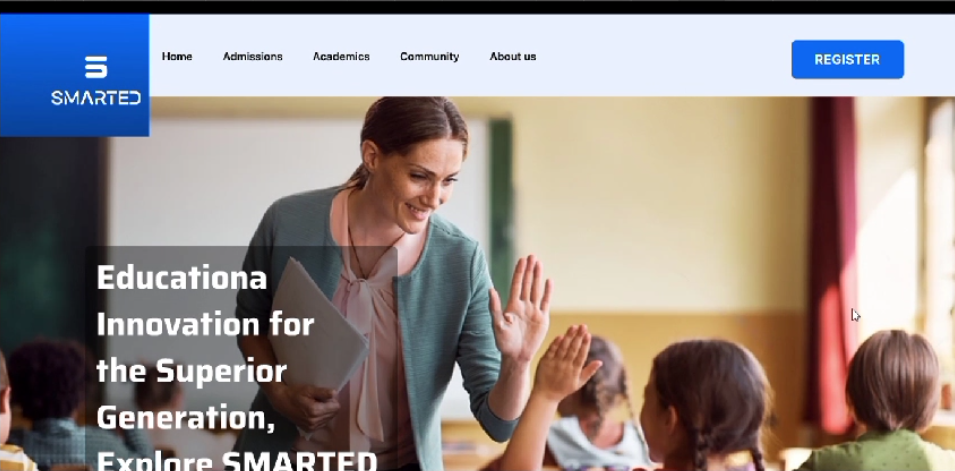 SMARTED
Home Admissions Academics Community About us
REGISTER
Educationa
Innovation for
the Superior
Generation,
Explore SMARTED